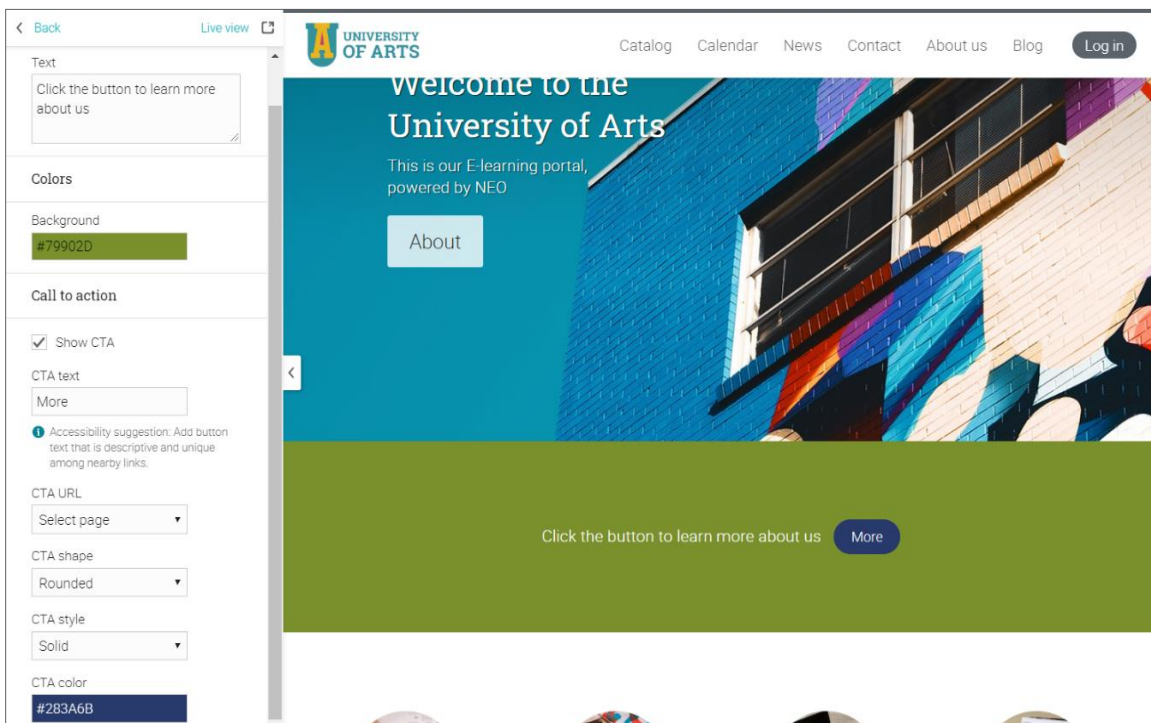 Back
Live view
Text
Click the button to learn more
about us
Colors
Background
#79902D
Call to action
Show CTA
CTA text
More
Accessibility suggestion: Add button
text that is descriptive and unique
among nearby links.
CTA URL
Select page
CTA shape
Rounded
CTA style
Solid
CTA color
#283A6B
UNIVERSITY
OF ARTS
Catalog
Calendar
News
Contact
About us
Blog
Log in
Welcome to the
University of Arts
This is our E-learning portal,
powered by NEO
About
Click the button to learn more about us
More